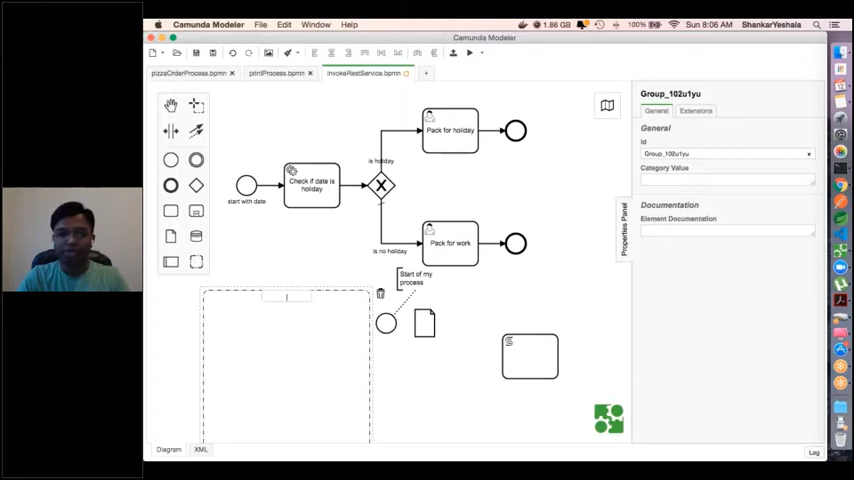 Camunda Modeler File Edit Window Help
1.86 GB 100% Sun 8:06 AM ShankarYeshala
Camunda Modeler
pizzaOrderProcess.bpmn × printProcess.bpmn × invokeRestService.bpmn +
Group_102u1yu
General Extensions
General
Id
Group_102u1yu ×
Category Value
Documentation
Element Documentation
Properties Panel
Pack for holiday
is holiday
Check if date is
holiday
X
start with date
Pack for work
is no holiday
Start of my
process
Diagram XML
Log